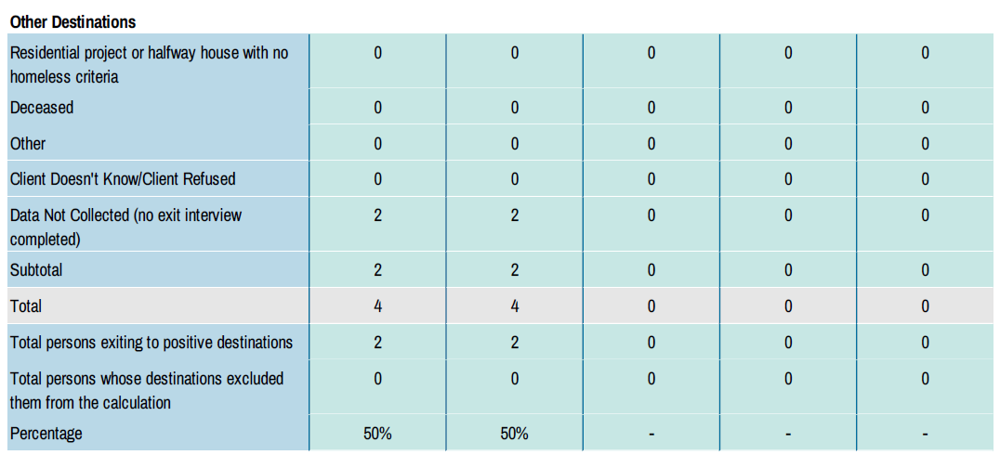 Other Destinations
Residential project or halfway house with no 0 0 0 0 0
homeless criteria
Deceased 0 0 0 0 0
Other 0 0 0 0 0
Client Doesn't Know/Client Refused 0 0 0 0 0
Data Not Collected (no exit interview 2 2 0 0 0
completed)
Subtotal 2 2 0 0 0
Total 4 4 0 0 0
Total persons exiting to positive destinations 2 2 0 0 0
Total persons whose destinations excluded 0 0 0 0 0
them from the calculation
Percentage 50% 50% - - -